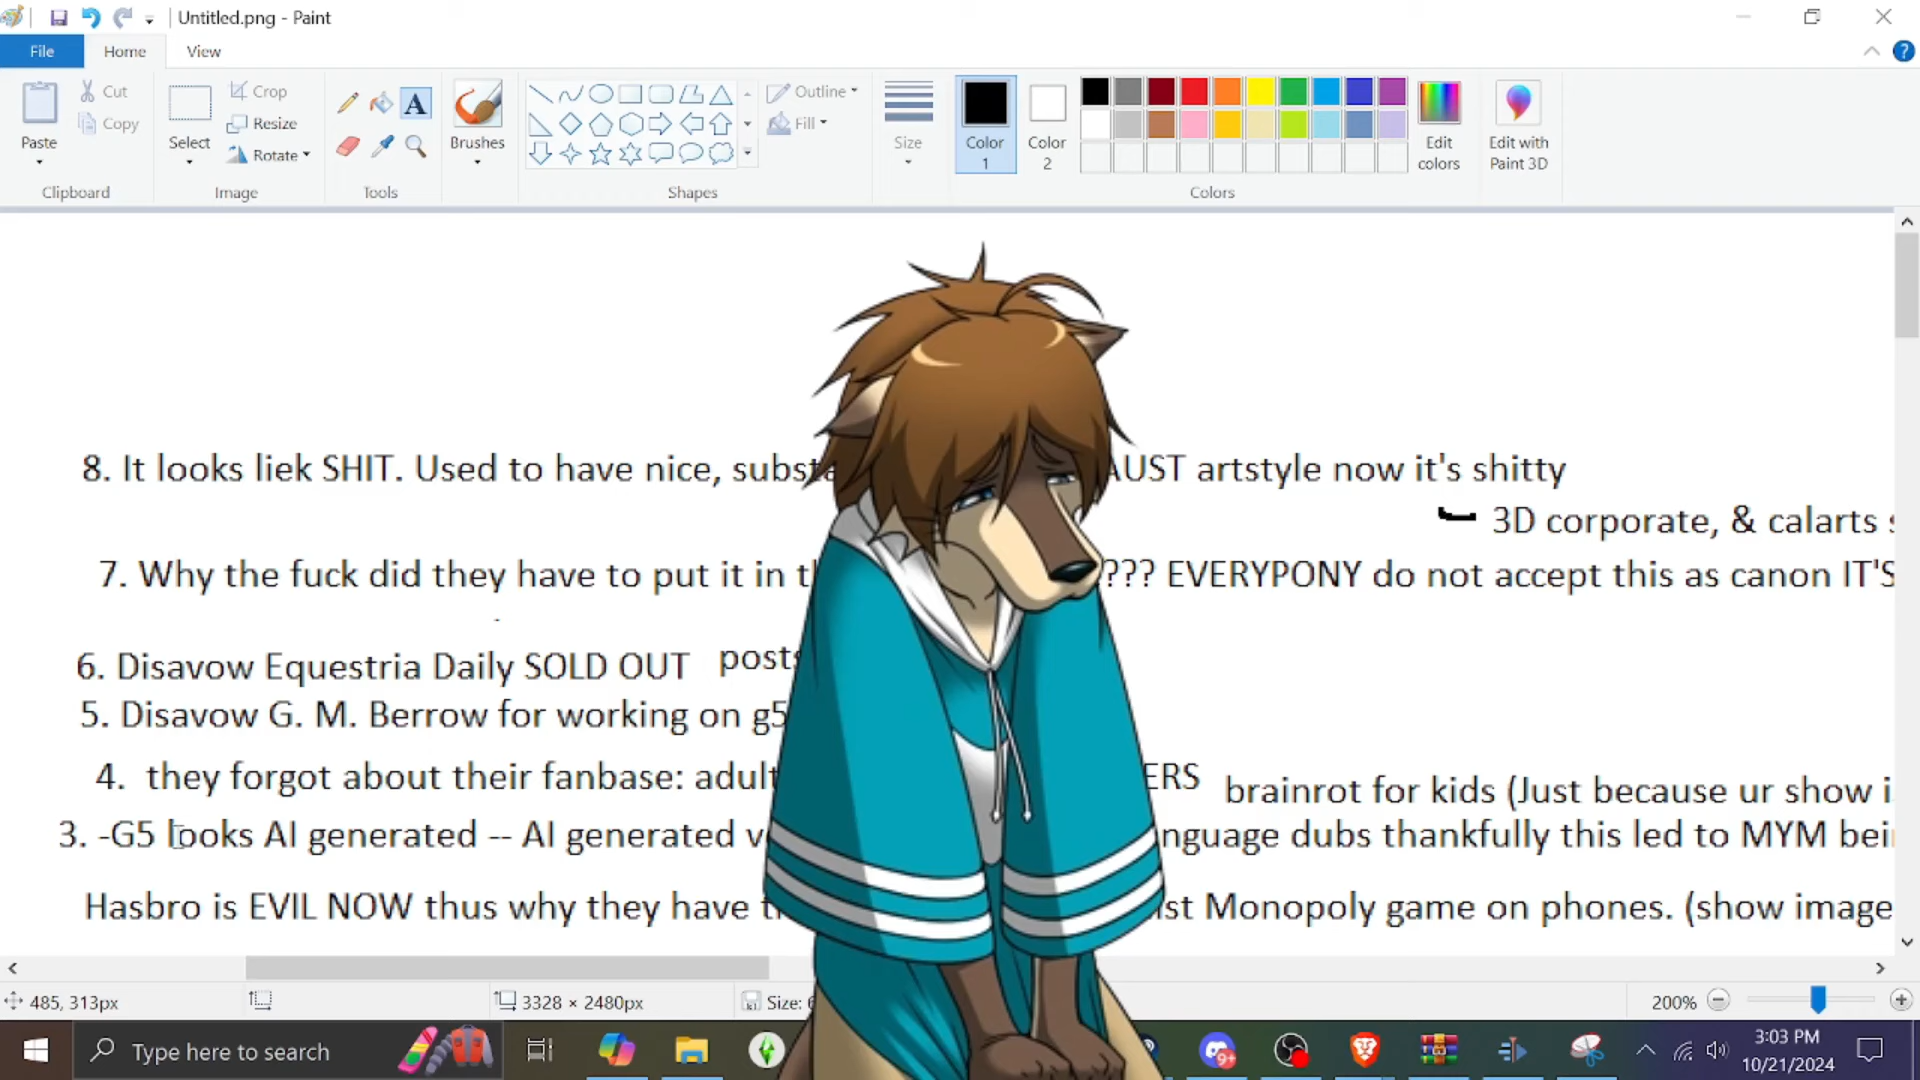 Untitled.png - Paint
File Home View
Cut Crop Outline
Copy Resize Fill
Paste Select Rotate A Brushes Size Color 1 Color 2 Edit colors Edit with Paint 3D
Clipboard Image Tools Shapes Colors
8. It looks liek SHIT. Used to have nice, AUST artstyle now it's shitty
3D corporate, & calarts
7. Why the fuck did they have to put it in ??? EVERYPONY do not accept this as canon IT'S
6. Disavow Equestria Daily SOLD OUT posts
5. Disavow G. M. Berrow for working on g5
4. they forgot about their fanbase: ERS brainrot for kids (Just because ur show
3. -G5 looks AI generated -- AI generated nguage dubs thankfully this led to MYM
Hasbro is EVIL NOW thus why they have st Monopoly game on phones. (show image
485, 313px 3328 × 2480px Size: 200%
Type here to search 9+ 3:03 PM
10/21/2024